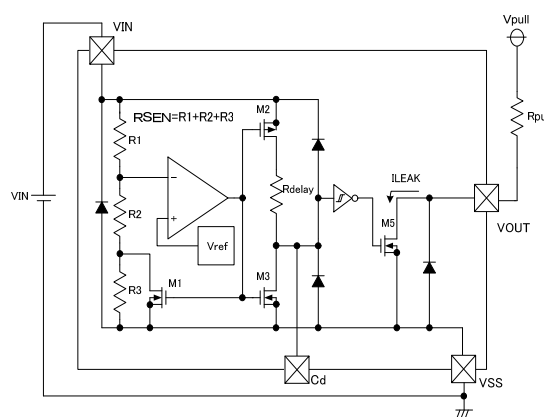 VIN
Vpull
RSEN=R1+R2+R3
M2
R1
Rpu
Rdelay
ILEAK
VIN
R2
M5
Vref
VOUT
R3
M1
M3
Cd
VSS